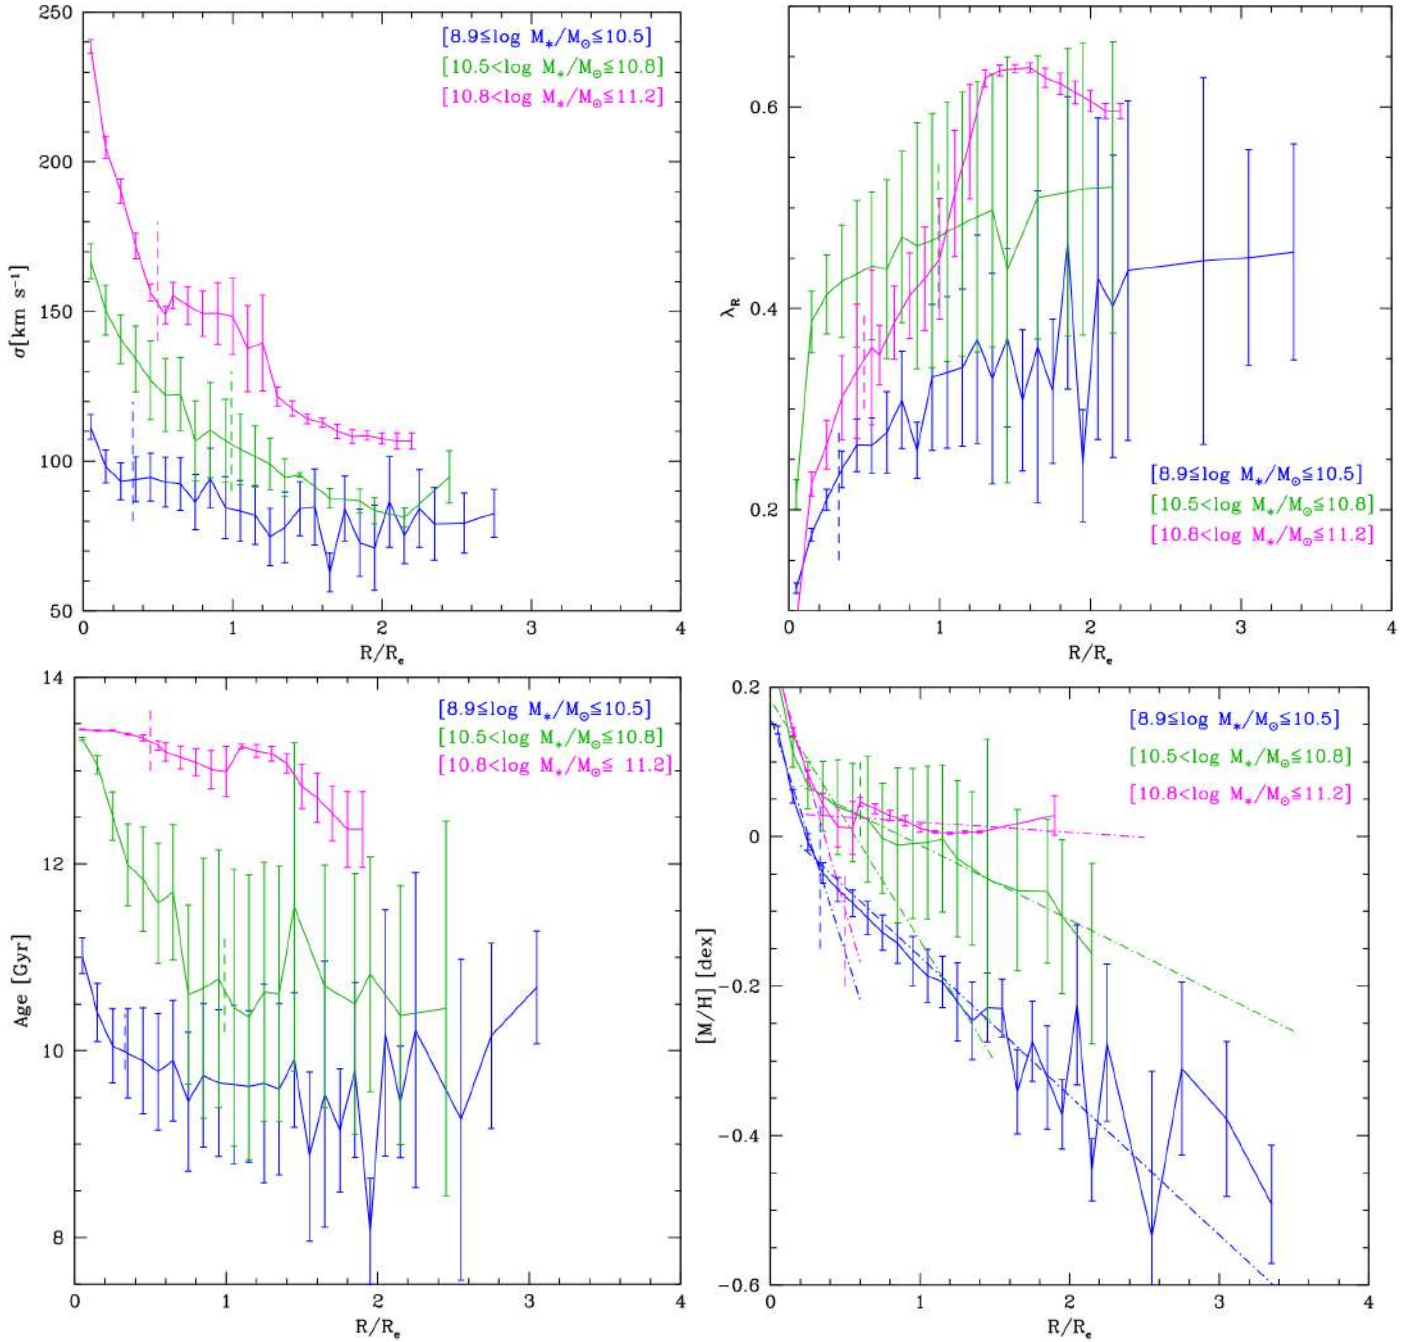 250
200
150
100
50
σ[km s⁻¹]
[8.9≦log M*/M⊙≦10.5]
[10.5<log M*/M⊙≦10.8]
[10.8<log M*/M⊙≦11.2]
0 1 2 3 4
R/Rₑ
0.6
0.4
0.2
λ_R
[8.9≦log M*/M⊙≦10.5]
[10.5<log M*/M⊙≦10.8]
[10.8<log M*/M⊙≦11.2]
0 1 2 3 4
R/Rₑ
14
12
10
8
Age [Gyr]
[8.9≦log M*/M⊙≦10.5]
[10.5<log M*/M⊙≦10.8]
[10.8<log M*/M⊙≦ 11.2]
0 1 2 3 4
R/Rₑ
0.2
0
-0.2
-0.4
-0.6
[M/H] [dex]
[8.9≦log M*/M⊙≦10.5]
[10.5<log M*/M⊙≦10.8]
[10.8<log M*/M⊙≦11.2]
0 1 2 3 4
R/Rₑ